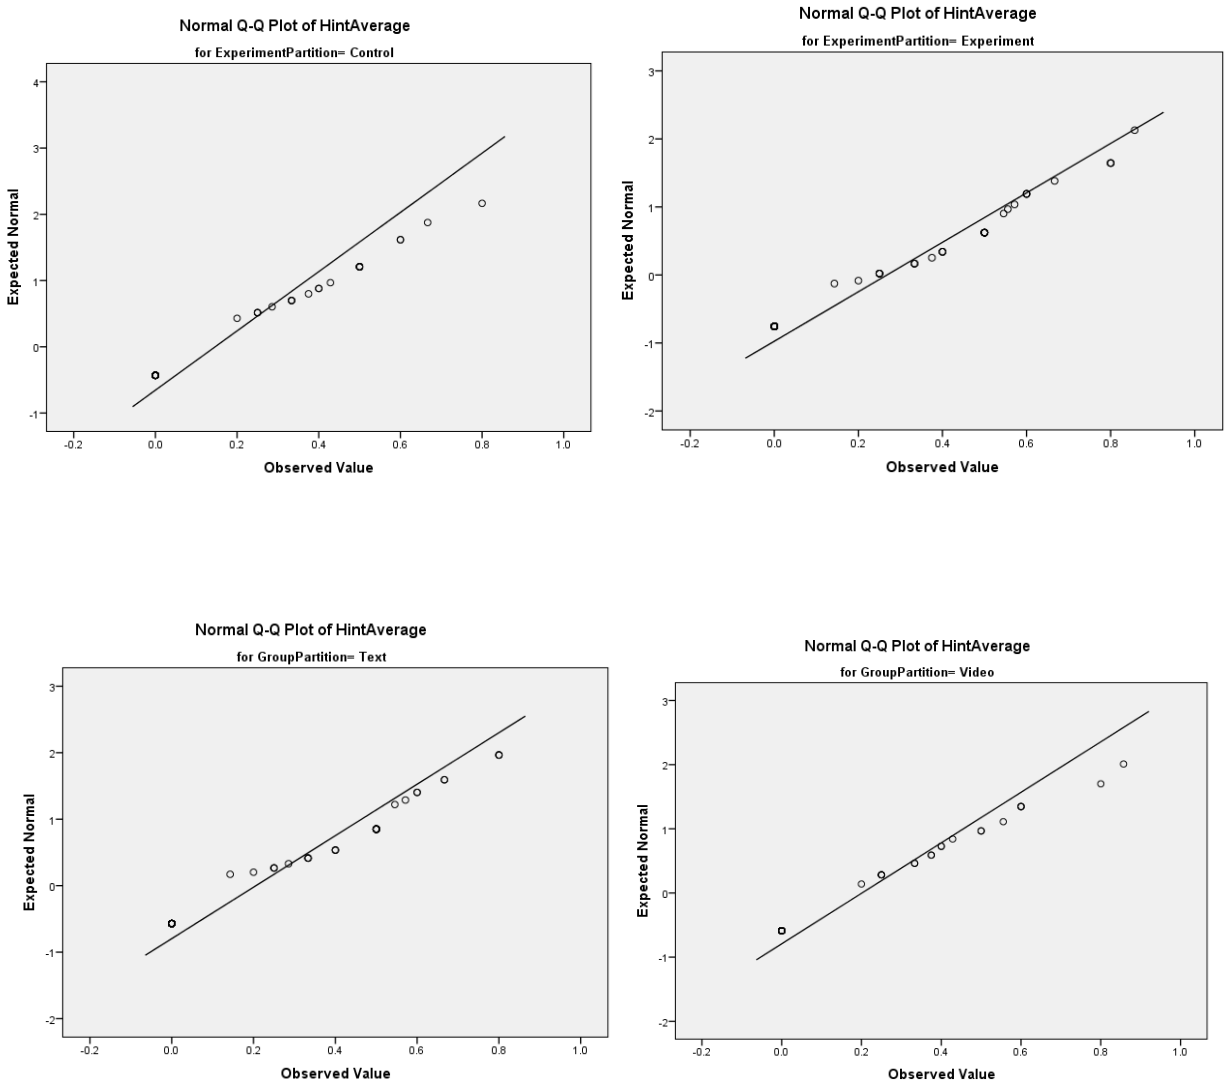 Normal Q-Q Plot of HintAverage
for ExperimentPartition= Control
Expected Normal
4
3
2
1
0
-1
-0.2 0.0 0.2 0.4 0.6 0.8 1.0
Observed Value
Normal Q-Q Plot of HintAverage
for ExperimentPartition= Experiment
Expected Normal
3
2
1
0
-1
-2
-0.2 0.0 0.2 0.4 0.6 0.8 1.0
Observed Value
Normal Q-Q Plot of HintAverage
for GroupPartition= Text
Expected Normal
3
2
1
0
-1
-2
-0.2 0.0 0.2 0.4 0.6 0.8 1.0
Observed Value
Normal Q-Q Plot of HintAverage
for GroupPartition= Video
Expected Normal
3
2
1
0
-1
-2
-0.2 0.0 0.2 0.4 0.6 0.8 1.0
Observed Value